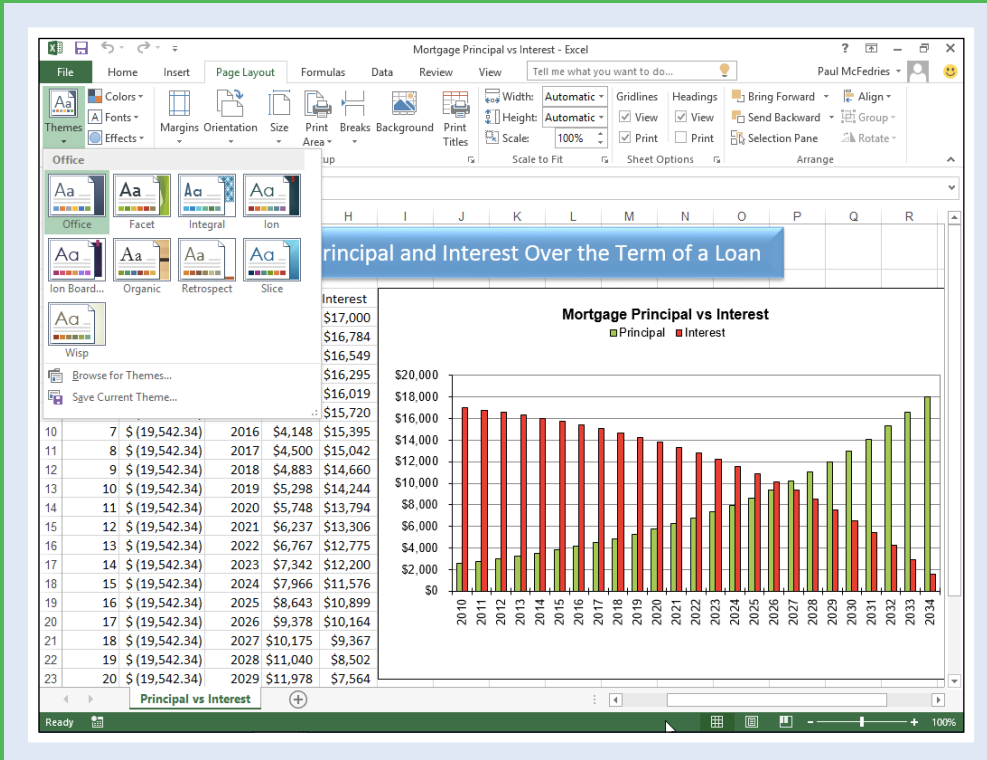 Mortgage Principal vs Interest - Excel
?
File Home Insert Page Layout Formulas Data Review View Tell me what you want to do... Paul McFedries
Aa Colors Width: Automatic Gridlines Headings Bring Forward Align
A Fonts Height: Automatic View View Send Backward Group
Themes Effects Margins Orientation Size Print Area Breaks Background Print Titles Scale: 100% Print Print Selection Pane Rotate
Scale to Fit Sheet Options Arrange
Office
Aa Aa Aa Aa
Office Facet Integral Ion
Aa Aa Aa Aa
Ion Board... Organic Retrospect Slice
Aa
Wisp
Browse for Themes...
Save Current Theme...
H I J K L M N O P Q R
rincipal and Interest Over the Term of a Loan
Interest
$17,000
$16,784
$16,549
$16,295
$16,019
$15,720
10 7 $ (19,542.34) 2016 $4,148 $15,395
11 8 $ (19,542.34) 2017 $4,500 $15,042
12 9 $ (19,542.34) 2018 $4,883 $14,660
13 10 $ (19,542.34) 2019 $5,298 $14,244
14 11 $ (19,542.34) 2020 $5,748 $13,794
15 12 $ (19,542.34) 2021 $6,237 $13,306
16 13 $ (19,542.34) 2022 $6,767 $12,775
17 14 $ (19,542.34) 2023 $7,342 $12,200
18 15 $ (19,542.34) 2024 $7,966 $11,576
19 16 $ (19,542.34) 2025 $8,643 $10,899
20 17 $ (19,542.34) 2026 $9,378 $10,164
21 18 $ (19,542.34) 2027 $10,175 $9,367
22 19 $ (19,542.34) 2028 $11,040 $8,502
23 20 $ (19,542.34) 2029 $11,978 $7,564
Mortgage Principal vs Interest
Principal Interest
$20,000
$18,000
$16,000
$14,000
$12,000
$10,000
$8,000
$6,000
$4,000
$2,000
$0
2010 2011 2012 2013 2014 2015 2016 2017 2018 2019 2020 2021 2022 2023 2024 2025 2026 2027 2028 2029 2030 2031 2032 2033 2034
Principal vs Interest
Ready 100%